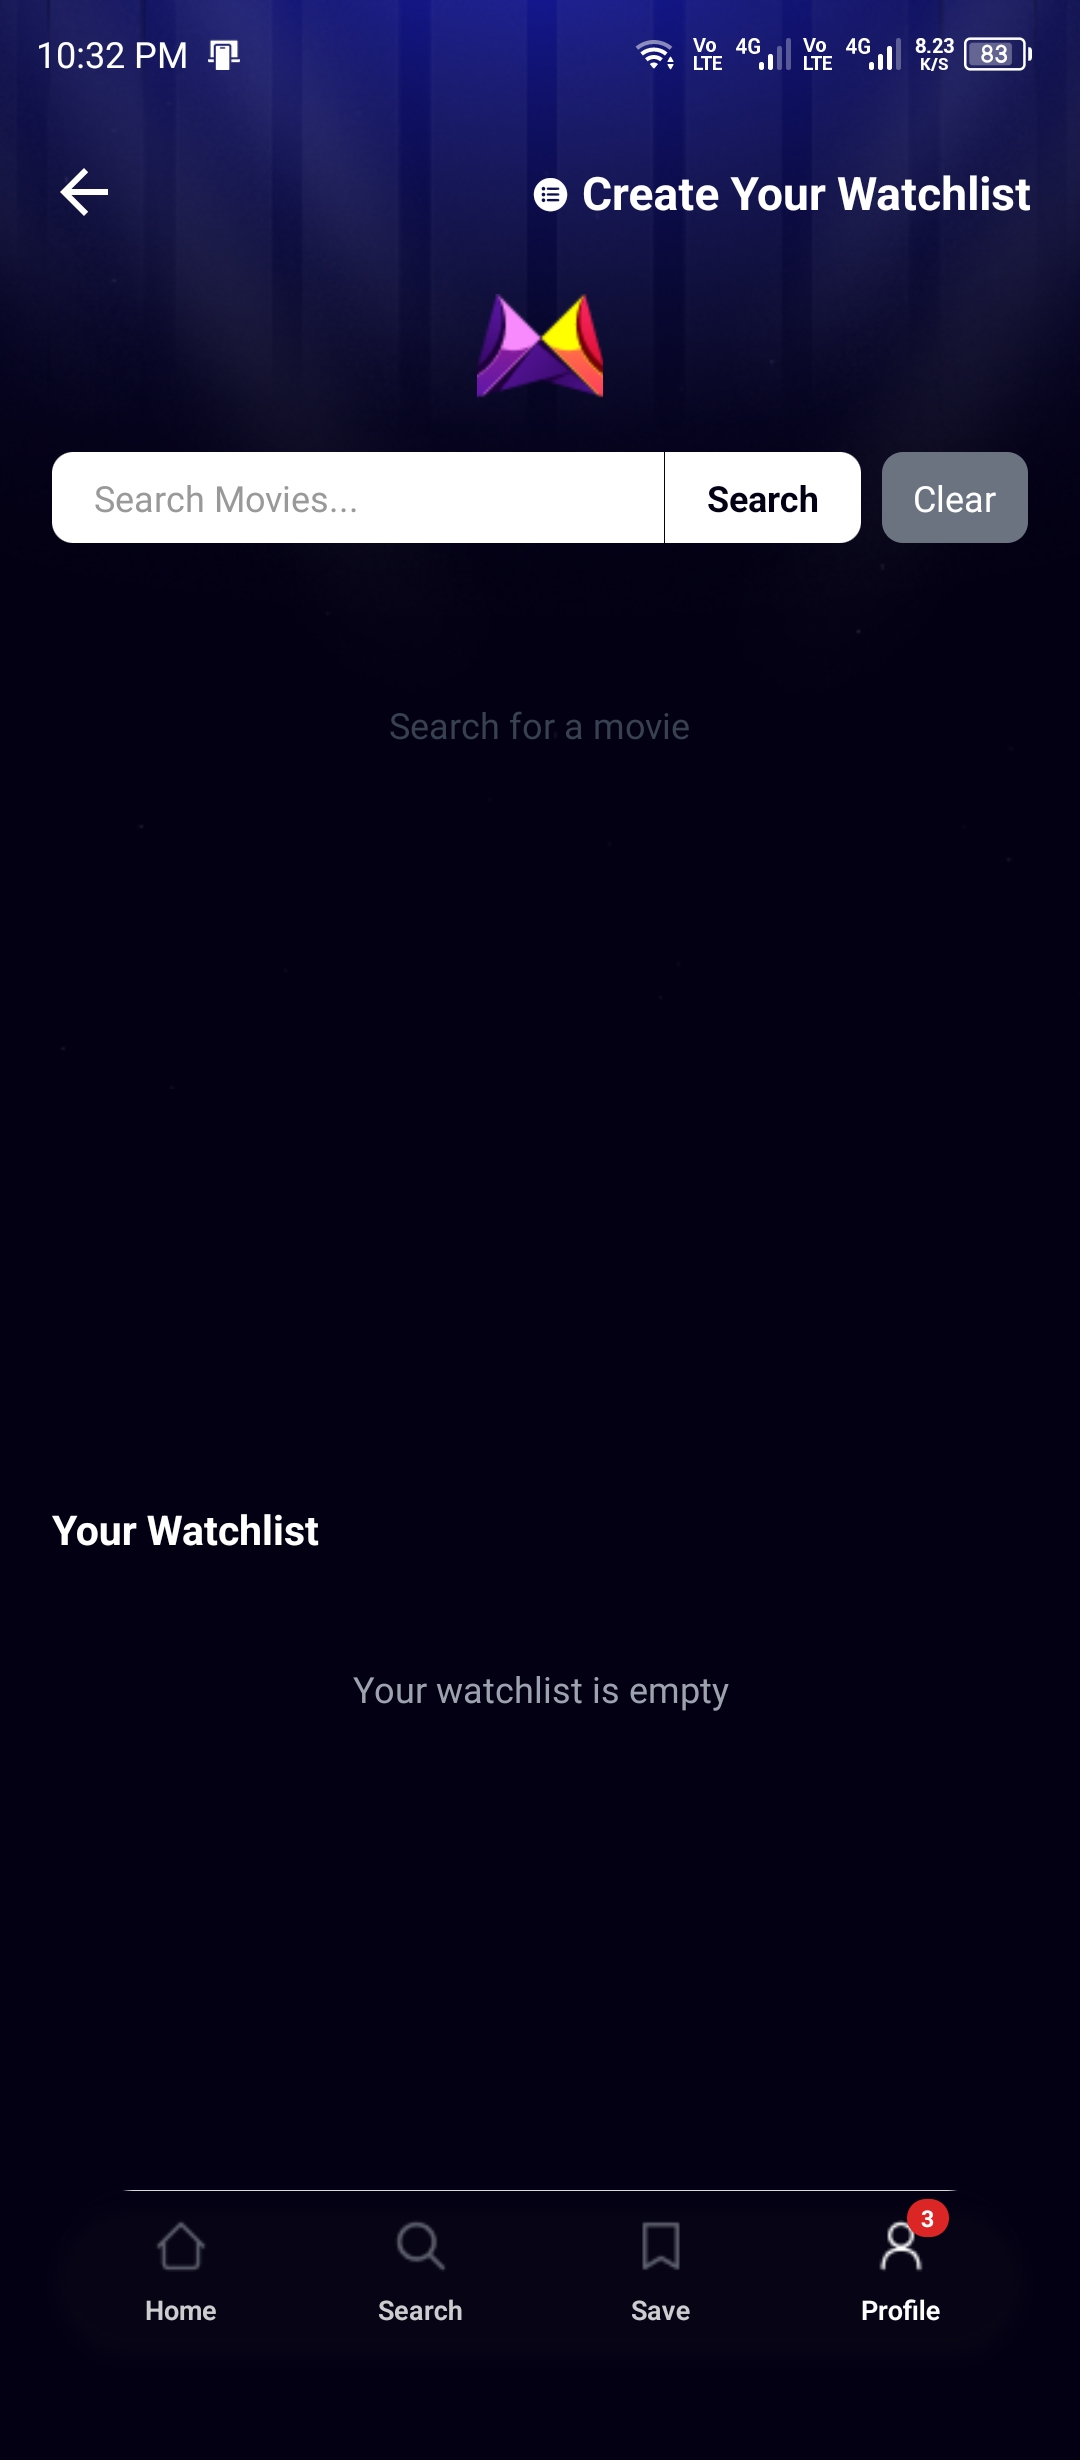 10:32 PM Vo LTE 4G Vo LTE 4G 8.23 K/S 83
Create Your Watchlist
Search Movies... Search Clear
Search for a movie
Your Watchlist
Your watchlist is empty
3
Home Search Save Profile